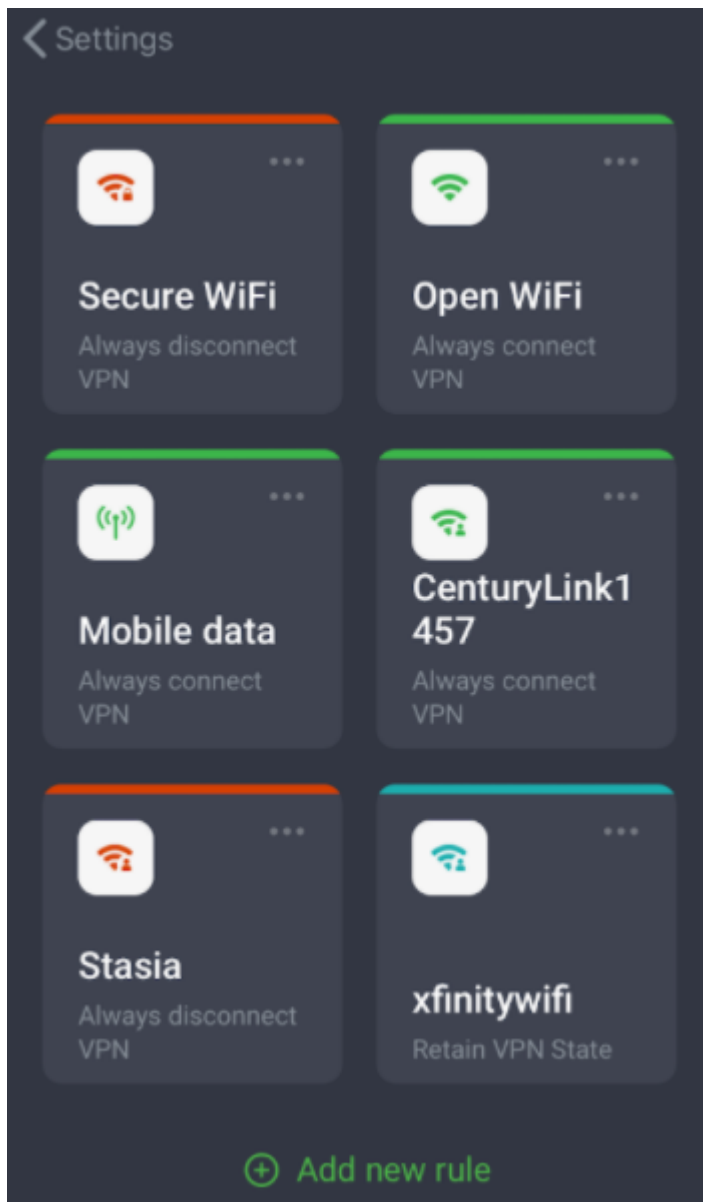 Settings
Secure WiFi
Always disconnect
VPN
Open WiFi
Always connect
VPN
Mobile data
Always connect
VPN
CenturyLink1
457
Always connect
VPN
Stasia
Always disconnect
VPN
xfinitywifi
Retain VPN State
Add new rule